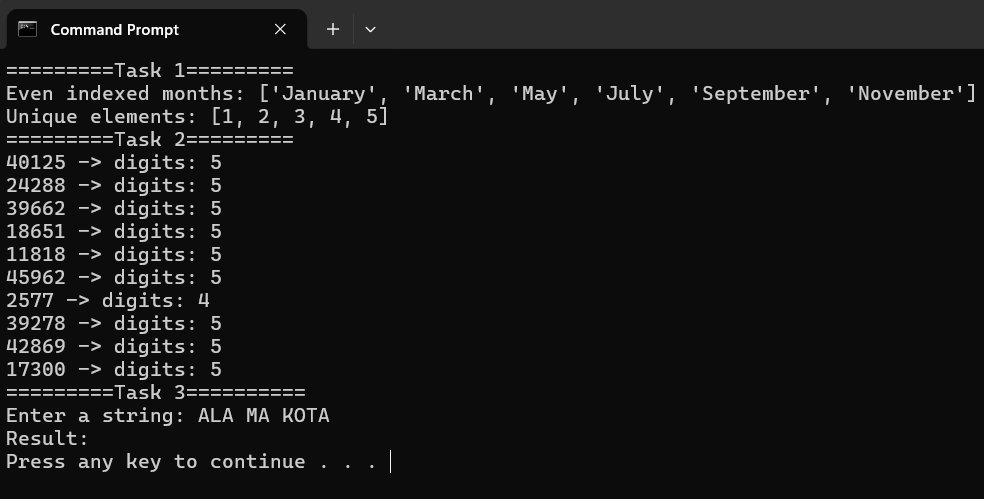 Command Prompt
=========Task 1=========
Even indexed months: ['January', 'March', 'May', 'July', 'September', 'November']
Unique elements: [1, 2, 3, 4, 5]
=========Task 2=========
40125 -> digits: 5
24288 -> digits: 5
39662 -> digits: 5
18651 -> digits: 5
11818 -> digits: 5
45962 -> digits: 5
2577 -> digits: 4
39278 -> digits: 5
42869 -> digits: 5
17300 -> digits: 5
=========Task 3==========
Enter a string: ALA MA KOTA
Result:
Press any key to continue . . .